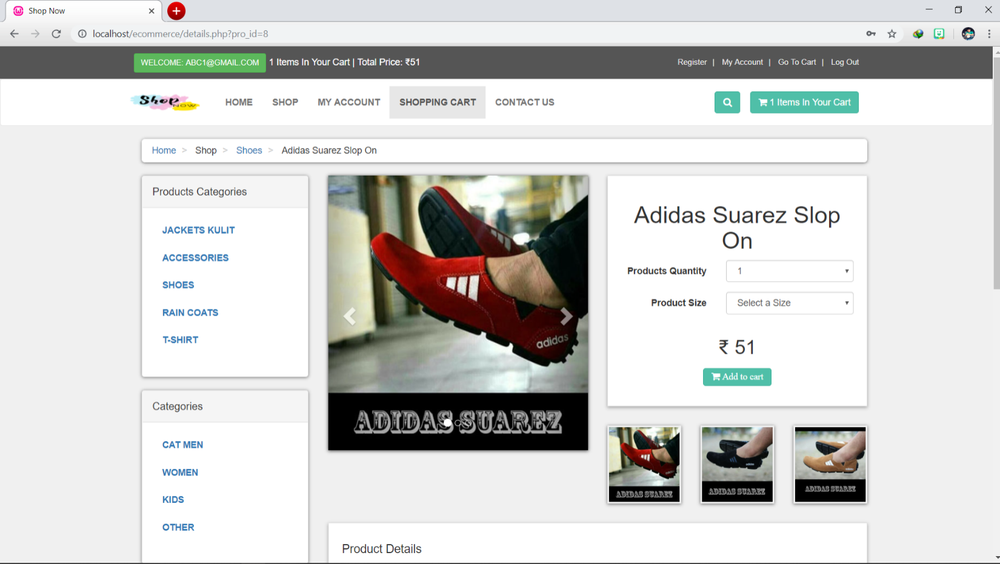 Shop Now
localhost/ecommerce/details.php?pro_id=8
WELCOME: ABC1@GMAIL.COM 1 Items In Your Cart | Total Price: ₹51
Register | My Account | Go To Cart | Log Out
Shop NOW
HOME SHOP MY ACCOUNT SHOPPING CART CONTACT US
1 Items In Your Cart
Home > Shop > Shoes > Adidas Suarez Slop On
Products Categories
JACKETS KULIT
ACCESSORIES
SHOES
RAIN COATS
T-SHIRT
Categories
CAT MEN
WOMEN
KIDS
OTHER
adidas
ADIDAS SUAREZ
Adidas Suarez Slop
On
Products Quantity 1
Product Size Select a Size
₹ 51
Add to cart
ADIDAS SUAREZ
adidas
ADIDAS SUAREZ
adidas
ADIDAS SUAREZ
Product Details